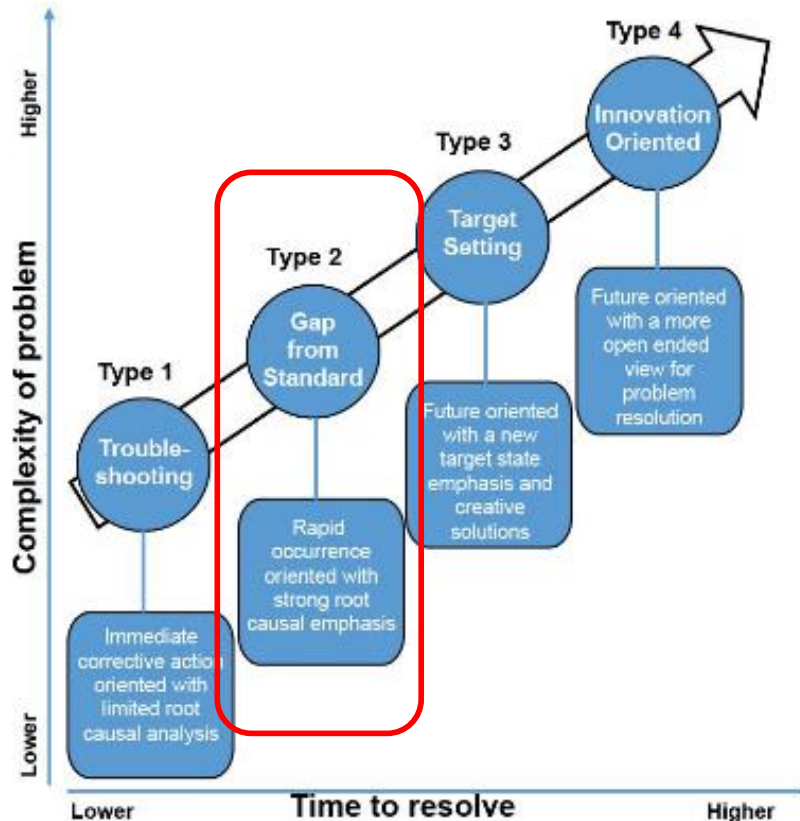 Type 4
Innovation
Oriented
Type 3
Target
Setting
Type 2
Gap
from
Standard
Type 1
Trouble-
shooting
Future oriented
with a more
open ended
view for
problem
resolution
Future oriented
with a new
target state
emphasis and
creative
solutions
Rapid
occurrence
oriented with
strong root
causal emphasis
Immediate
corrective action
oriented with
limited root
causal analysis
Higher
Complexity of problem
Lower
Lower
Time to resolve
Higher